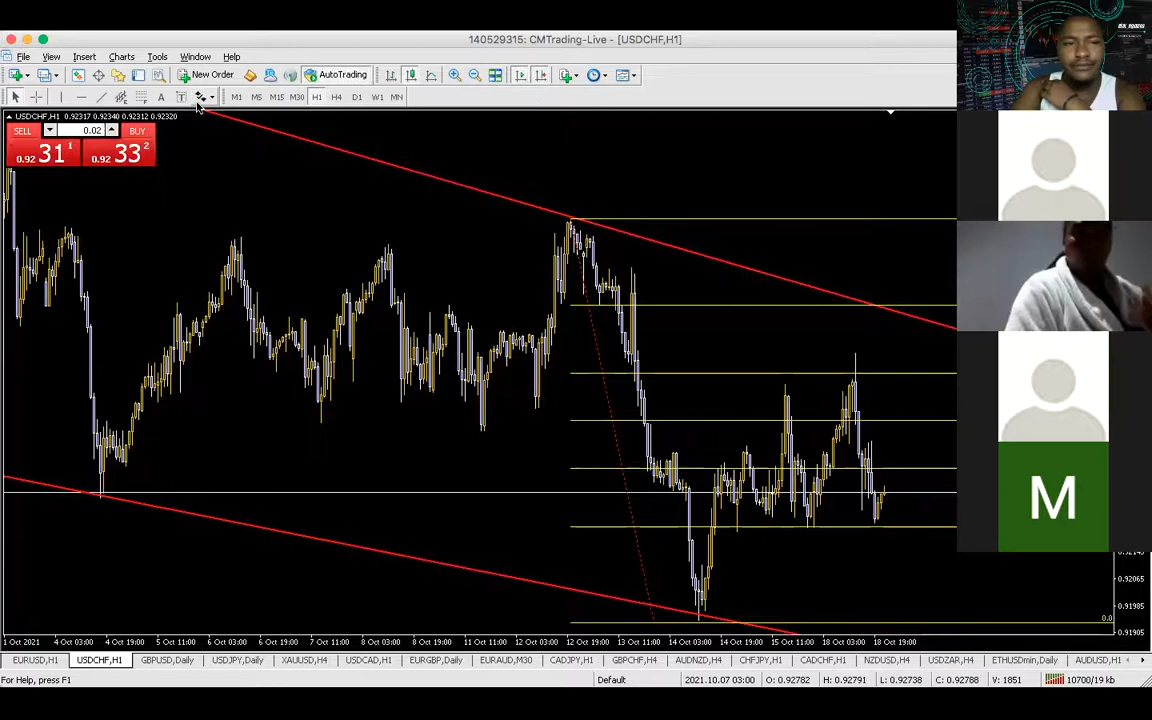 140529315: CMTrading-Live - [USDCHF,H1]
File View Insert Charts Tools Window Help
New Order AutoTrading
A T M1 M5 M15 M30 H1 H4 D1 W1 MN
USDCHF,H1 0.92317 0.92340 0.92312 0.92320
SELL 0.02 BUY
0.92 31 1 0.92 33 2
M
0.92065
0.91985
0.0
0.91905
1 Oct 2021 4 Oct 03:00 4 Oct 19:00 5 Oct 11:00 6 Oct 03:00 6 Oct 19:00 7 Oct 11:00 8 Oct 03:00 8 Oct 19:00 11 Oct 11:00 12 Oct 03:00 12 Oct 19:00 13 Oct 11:00 14 Oct 03:00 14 Oct 19:00 15 Oct 11:00 18 Oct 03:00 18 Oct 19:00
EURUSD,H1 USDCHF,H1 GBPUSD,Daily USDJPY,Daily XAUUSD,H4 USDCAD,H1 EURGBP,Daily EURAUD,M30 CADJPY,H1 GBPCHF,H4 AUDNZD,H4 CHFJPY,H1 CADCHF,H1 NZDUSD,H4 USDZAR,H4 ETHUSDmin,Daily AUDUSD,H1
For Help, press F1 Default 2021.10.07 03:00 O: 0.92782 H: 0.92791 L: 0.92738 C: 0.92788 V: 1851 10700/19 kb